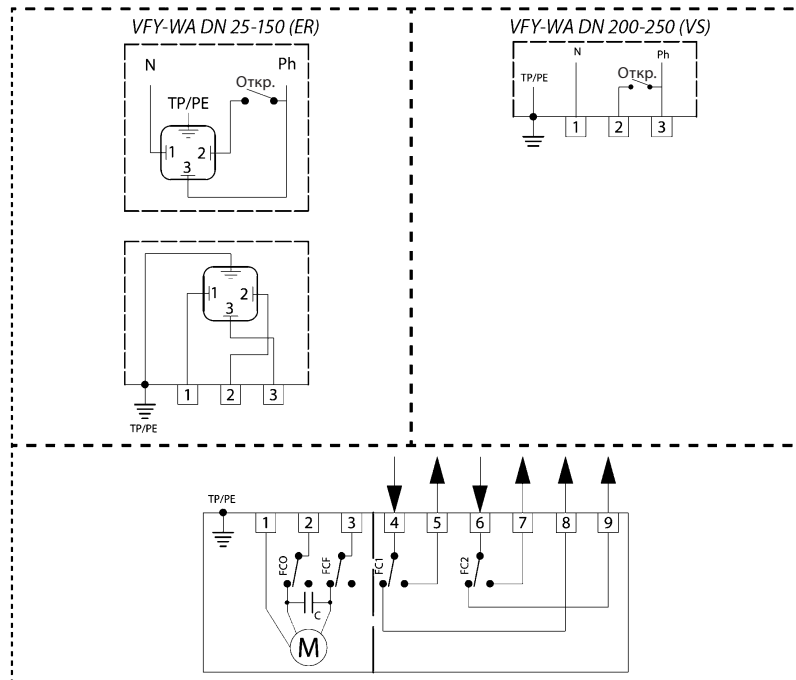 VFY-WA DN 25-150 (ER)
N
Ph
Откр.
TP/PE
1
2
3
1
2
3
1
2
3
TP/PE
VFY-WA DN 200-250 (VS)
N
Ph
TP/PE
Откр.
1
2
3
TP/PE
1
2
3
4
5
6
7
8
9
FCO
FCF
FC1
FC2
C
M